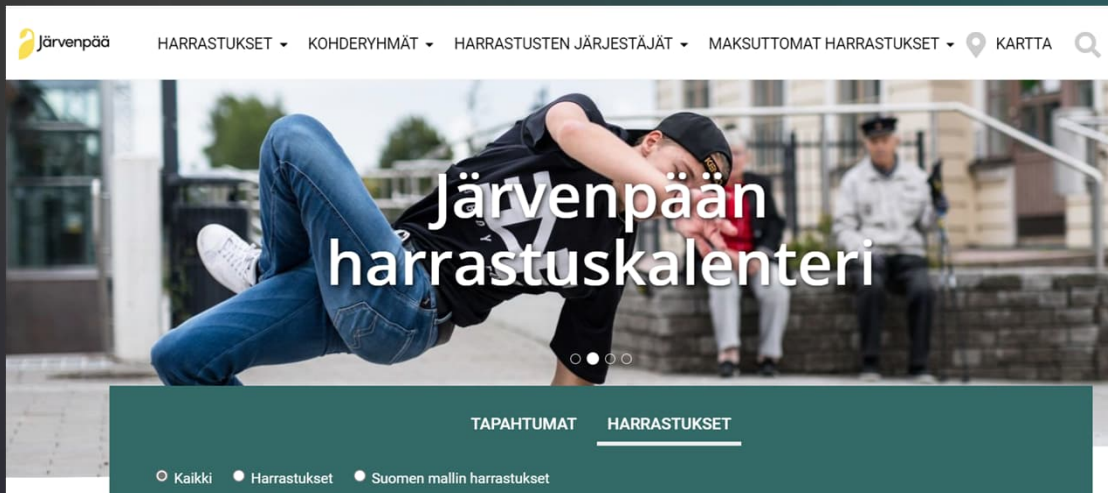 Järvenpää
HARRASTUKSET
KOHDERYHMÄT
HARRASTUSTEN JÄRJESTÄJÄT
MAKSUTTOMAT HARRASTUKSET
KARTTA
Järvenpään
harrastuskalenteri
TAPAHTUMAT
HARRASTUKSET
Kaikki
Harrastukset
Suomen mallin harrastukset